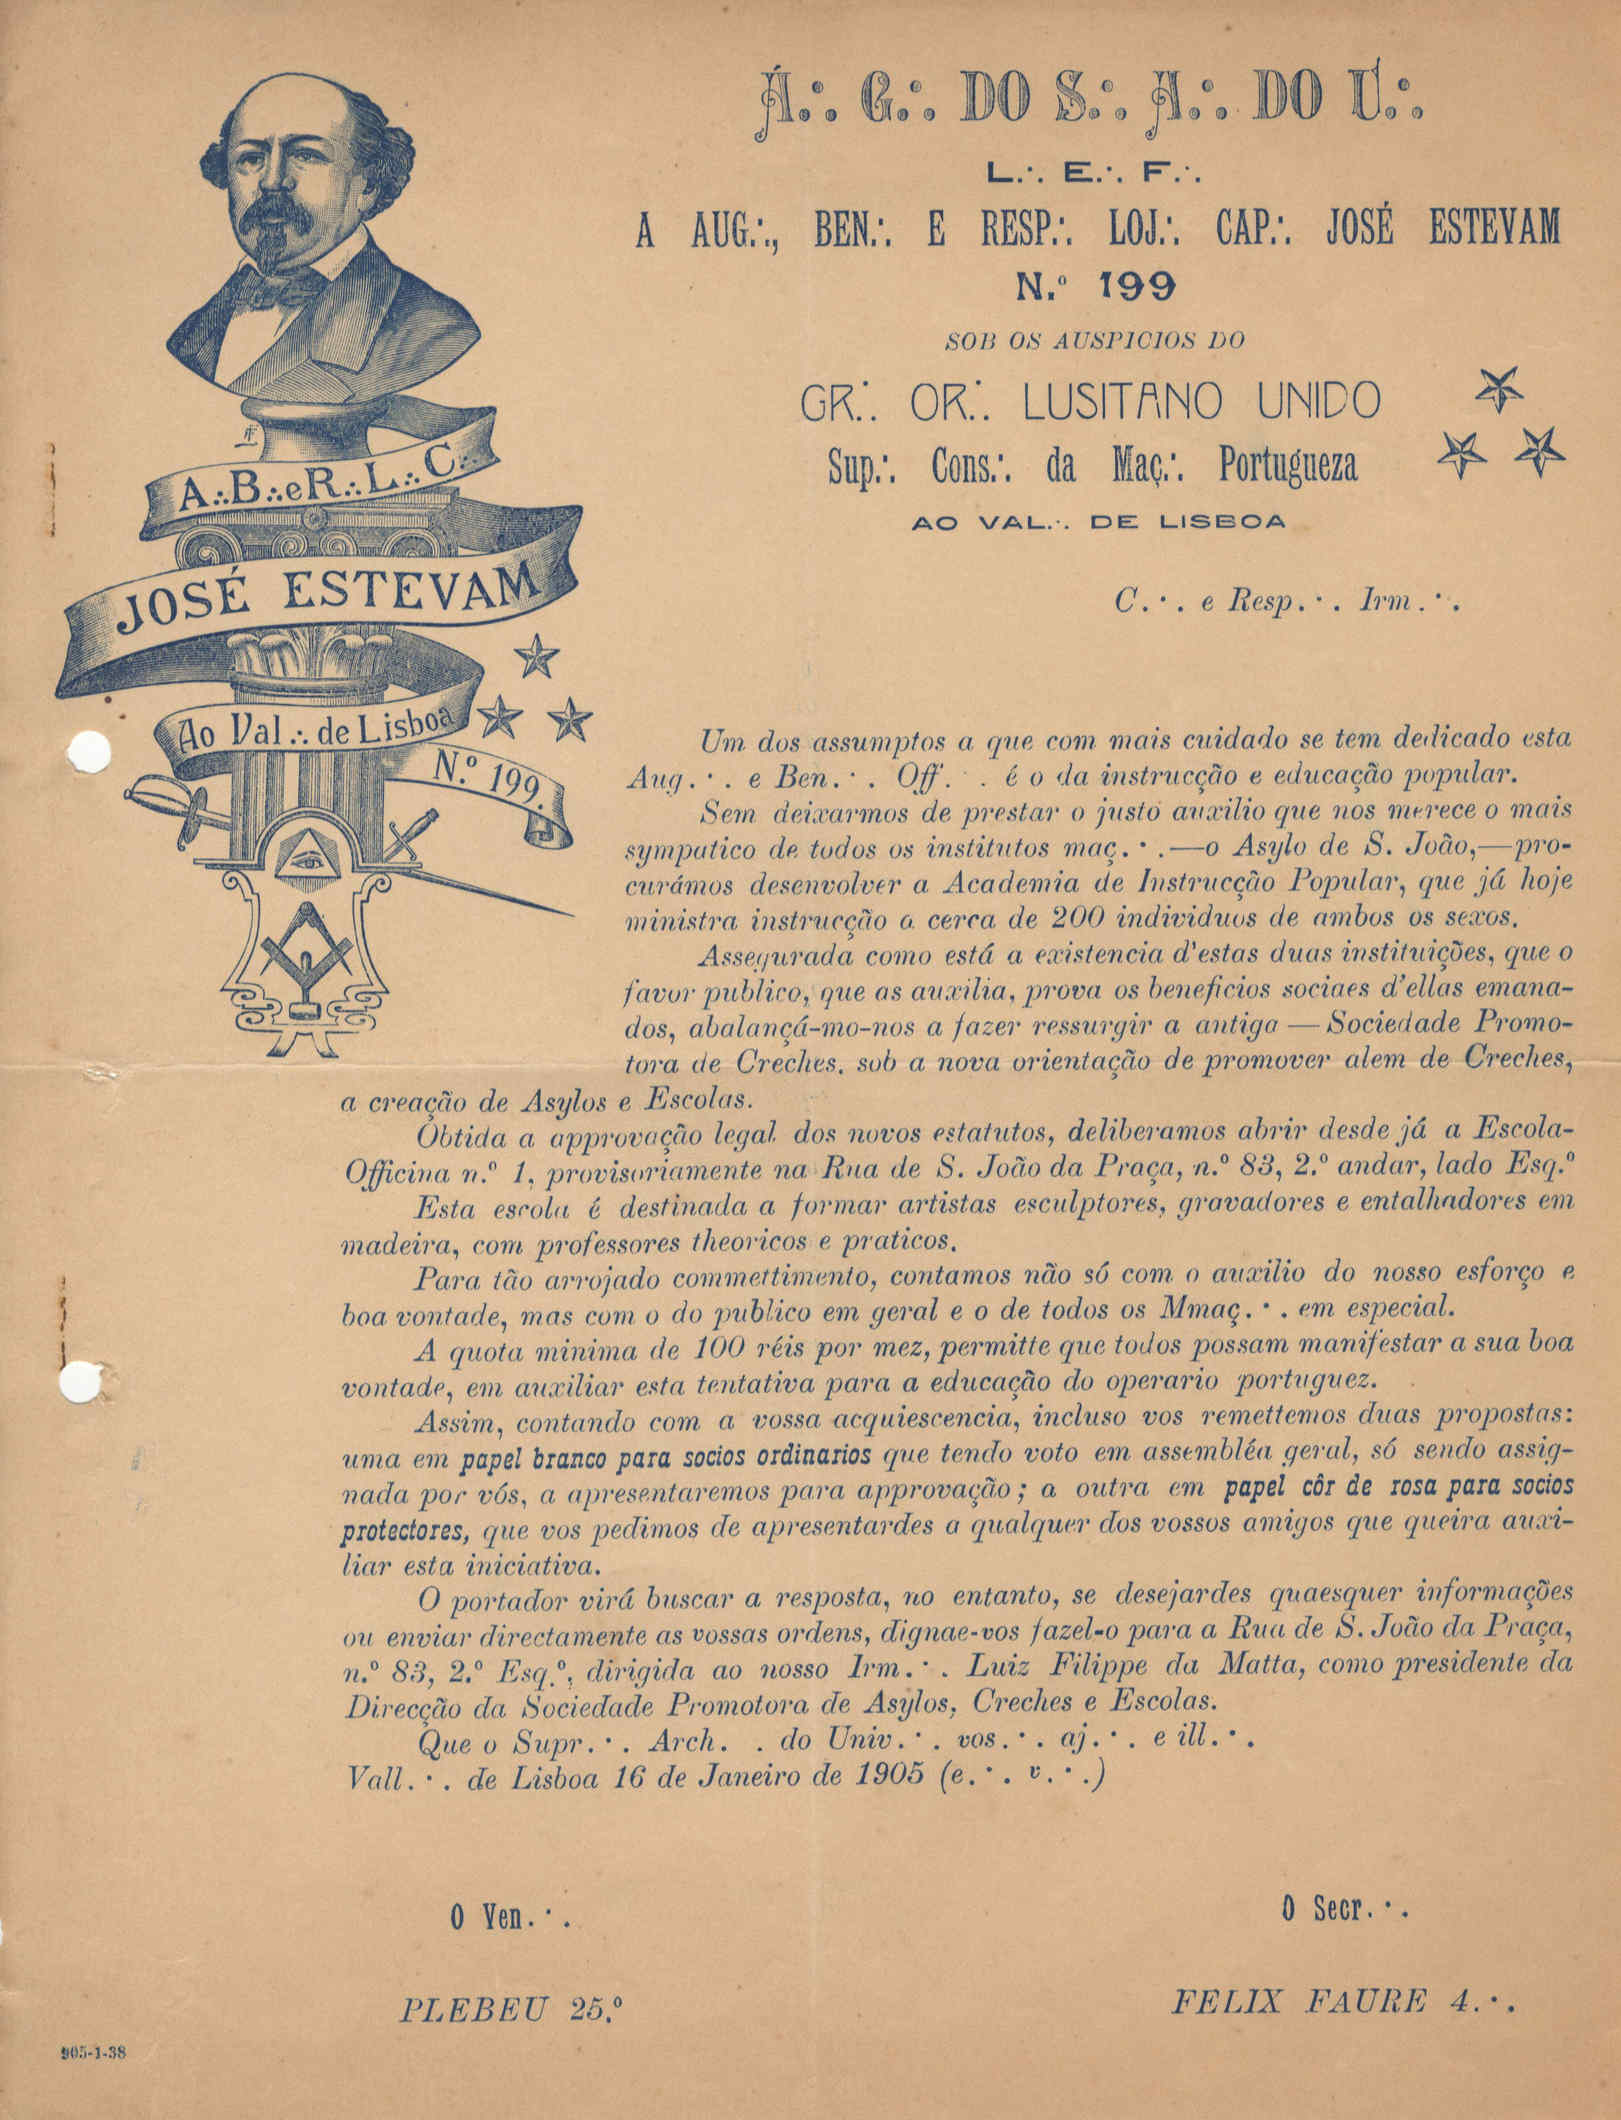 Á∴ G∴ DO S∴ A∴ DO U∴
L∴ E∴ F∴
A AUG∴, BEN∴ E RESP∴ LOJ∴ CAP∴ JOSÉ ESTEVAM
N.º 199
SOB OS AUSPICIOS DO
GR∴ OR∴ LUSITANO UNIDO
Sup∴ Cons∴ da Maç∴ Portugueza
AO VAL∴ DE LISBOA
A∴B∴eR∴L∴C∴
JOSÉ ESTEVAM
Ao Val∴ de Lisboa
N.º 199.
C∴ e Resp∴ Irm∴
Um dos assumptos a que com mais cuidado se tem dedicado esta
Aug∴ e Ben∴ Off∴ é o da instrucção e educação popular.
Sem deixarmos de prestar o justo auxilio que nos merece o mais
sympatico de todos os institutos maç∴—o Asylo de S. João,—pro-
curámos desenvolver a Academia de Instrucção Popular, que já hoje
ministra instrucção a cerca de 200 individuos de ambos os sexos.
Assegurada como está a existencia d'estas duas instituições, que o
favor publico, que as auxilia, prova os beneficios sociaes d'ellas emana-
dos, abalançá-mo-nos a fazer ressurgir a antiga — Sociedade Promo-
tora de Creches, sob a nova orientação de promover alem de Creches,
a creação de Asylos e Escolas.
Obtida a approvação legal dos novos estatutos, deliberamos abrir desde já a Escola-
Officina n.º 1, provisoriamente na Rua de S. João da Praça, n.º 83, 2.º andar, lado Esq.º
Esta escola é destinada a formar artistas esculptores, gravadores e entalhadores em
madeira, com professores theoricos e praticos.
Para tão arrojado commettimento, contamos não só com o auxilio do nosso esforço e
boa vontade, mas com o do publico em geral e o de todos os Mmaç∴ em especial.
A quota minima de 100 réis por mez, permitte que todos possam manifestar a sua boa
vontade, em auxiliar esta tentativa para a educação do operario portuguez.
Assim, contando com a vossa acquiescencia, incluso vos remettemos duas propostas:
uma em papel branco para socios ordinarios que tendo voto em assembléa geral, só sendo assig-
nada por vós, a apresentaremos para approvação; a outra em papel côr de rosa para socios
protectores, que vos pedimos de apresentardes a qualquer dos vossos amigos que queira auxi-
liar esta iniciativa.
O portador virá buscar a resposta, no entanto, se desejardes quaesquer informações
ou enviar directamente as vossas ordens, dignae-vos fazel-o para a Rua de S. João da Praça,
n.º 83, 2.º Esq.º, dirigida ao nosso Irm∴ Luiz Filippe da Matta, como presidente da
Direcção da Sociedade Promotora de Asylos, Creches e Escolas.
Que o Supr∴ Arch∴ do Univ∴ vos∴ aj∴ e ill∴
Vall∴ de Lisboa 16 de Janeiro de 1905 (e∴ v∴)
O Ven∴
O Secr∴
PLEBEU 25.º
FELIX FAURE 4∴
905-1-38